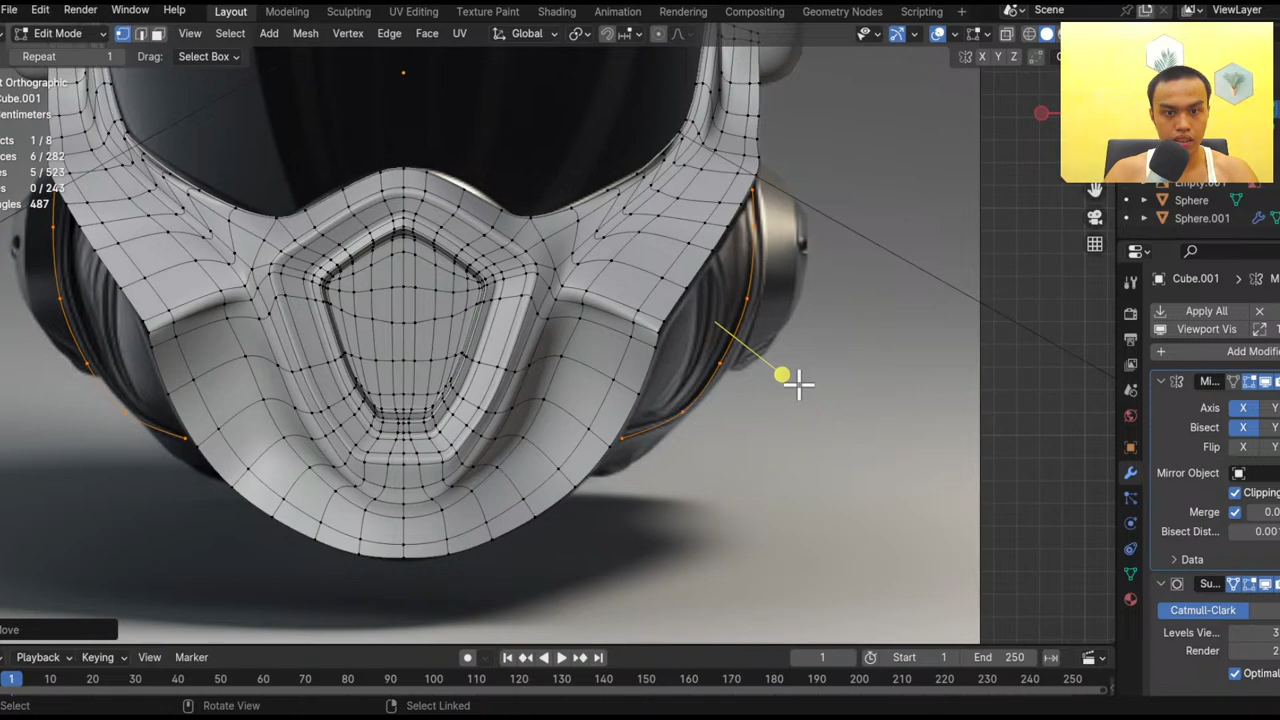 File Edit Render Window Help Layout Modeling Sculpting UV Editing Texture Paint Shading Animation Rendering Compositing Geometry Nodes Scripting Scene ViewLayer
Edit Mode View Select Add Mesh Vertex Edge Face UV Global
Repeat 1 Drag: Select Box X Y Z
Orthographic
Cube.001
1 / 8
6 / 282
5 / 523
0 / 243
487
Empty.001
Sphere
Sphere.001
Cube.001
Apply All
Viewport Vis
Add Modifi
Mi...
Axis X Y
Bisect X Y
Flip X Y
Mirror Object
Clipping
Merge 0.0
Bisect Dist... 0.00
Data
Su...
Catmull-Clark
Levels Vie... 3
Render 2
Optimal
Playback Keying View Marker 1 Start 1 End 250
1 10 20 30 40 50 60 70 80 90 100 110 120 130 140 150 160 170 180 190 200 210 220 230 240 250
Select Rotate View Select Linked